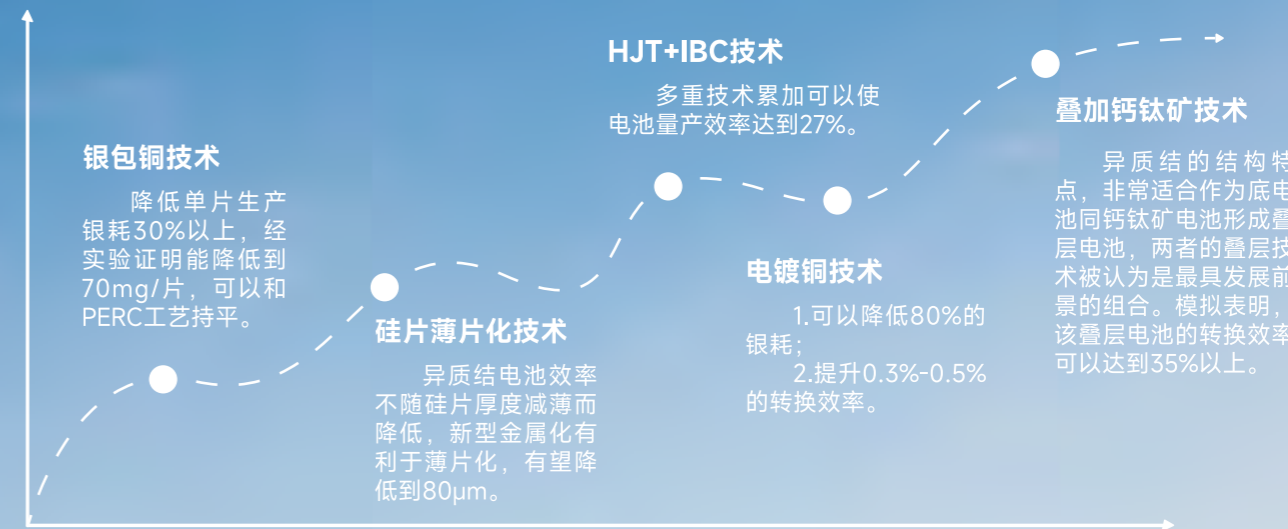 银包铜技术
降低单片生产
银耗30%以上，经
实验证明能降低到
70mg/片，可以和
PERC工艺持平。
硅片薄片化技术
异质结电池效率
不随硅片厚度减薄而
降低，新型金属化有
利于薄片化，有望降
低到80μm。
HJT+IBC技术
多重技术累加可以使
电池量产效率达到27%。
电镀铜技术
1.可以降低80%的
银耗；
2.提升0.3%-0.5%
的转换效率。
叠加钙钛矿技术
异质结的结构特
点，非常适合作为底电
池同钙钛矿电池形成叠
层电池，两者的叠层技
术被认为是最具发展前
景的组合。模拟表明，
该叠层电池的转换效率
可以达到35%以上。